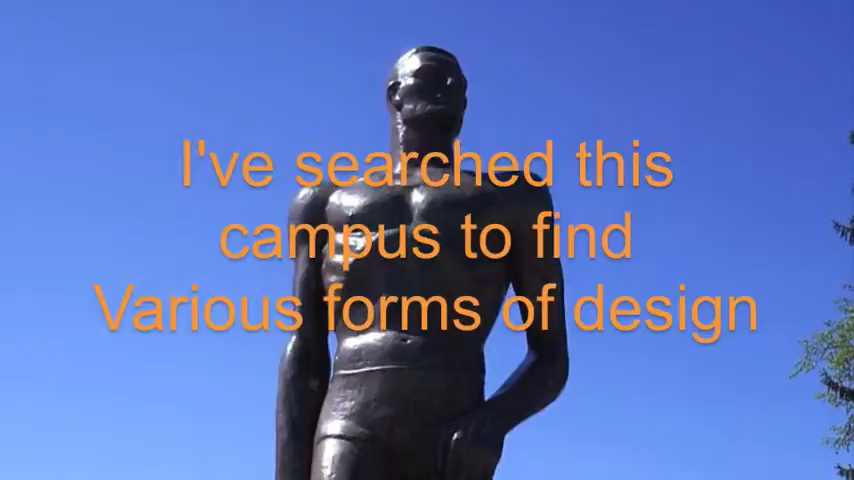 I've searched this
campus to find
Various forms of design